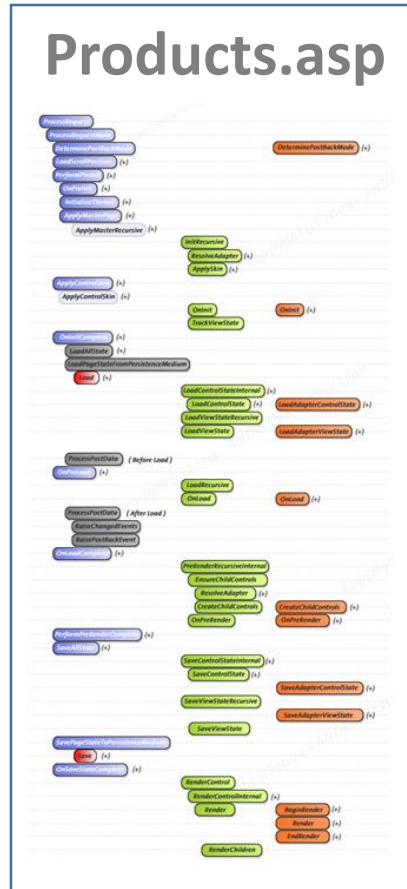 Products.asp
ProcessRequest
ProcessRequestMain
DeterminePostBackMode DeterminePostBackMode (+)
LoadScrollPosition (+)
PerformPreInit (+)
OnPreInit (+)
InitializeThemes (+)
ApplyMasterPage (+)
ApplyMasterRecursive (+)
InitRecursive
ResolveAdapter (+)
ApplySkin (+)
ApplyControlSkin (+)
ApplyControlSkin (+)
OnInit (+) OnInit (+)
TrackViewState
OnInitComplete (+)
LoadAllState (+)
LoadPageStateFromPersistenceMedium
Load (+)
LoadControlStateInternal
LoadControlState (+) LoadAdapterControlState (+)
LoadViewStateRecursive
LoadViewState (+) LoadAdapterViewState (+)
ProcessPostData ( Before Load )
OnPreLoad (+)
LoadRecursive
OnLoad (+) OnLoad (+)
ProcessPostData ( After Load )
RaiseChangedEvents
RaisePostBackEvent
OnLoadComplete (+)
PreRenderRecursiveInternal
EnsureChildControls
ResolveAdapter (+)
CreateChildControls CreateChildControls (+)
OnPreRender (+) OnPreRender (+)
PerformPreRenderComplete (+)
SaveAllState (+)
SaveControlStateInternal (+)
SaveControlState (+)
SaveAdapterControlState (+)
SaveViewStateRecursive
SaveAdapterViewState (+)
SaveViewState
SavePageStateToPersistenceMedium
Save (+)
OnSaveStateComplete (+)
RenderControl
RenderControlInternal (+)
Render BeginRender (+)
Render (+)
EndRender (+)
RenderChildren